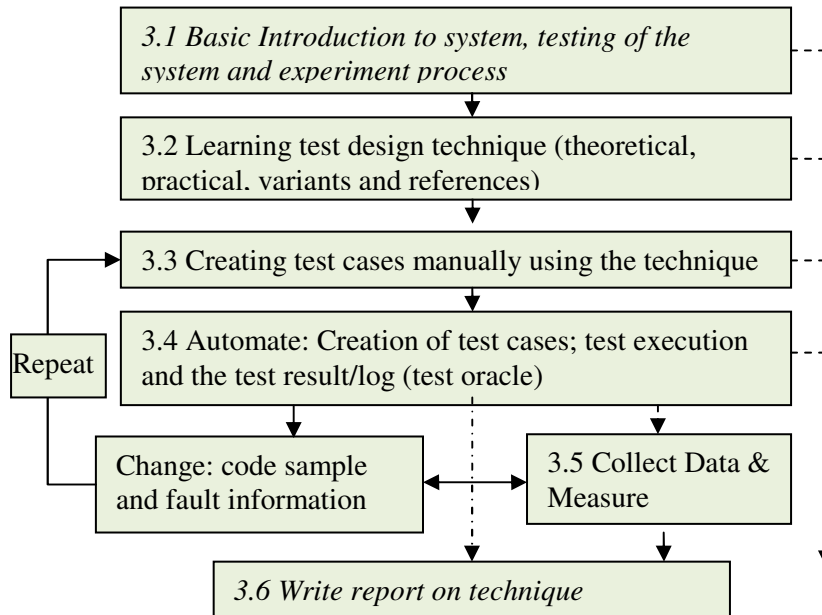 3.1 Basic Introduction to system, testing of the
system and experiment process
3.2 Learning test design technique (theoretical,
practical, variants and references)
3.3 Creating test cases manually using the technique
3.4 Automate: Creation of test cases; test execution
and the test result/log (test oracle)
Repeat
Change: code sample
and fault information
3.5 Collect Data &
Measure
3.6 Write report on technique